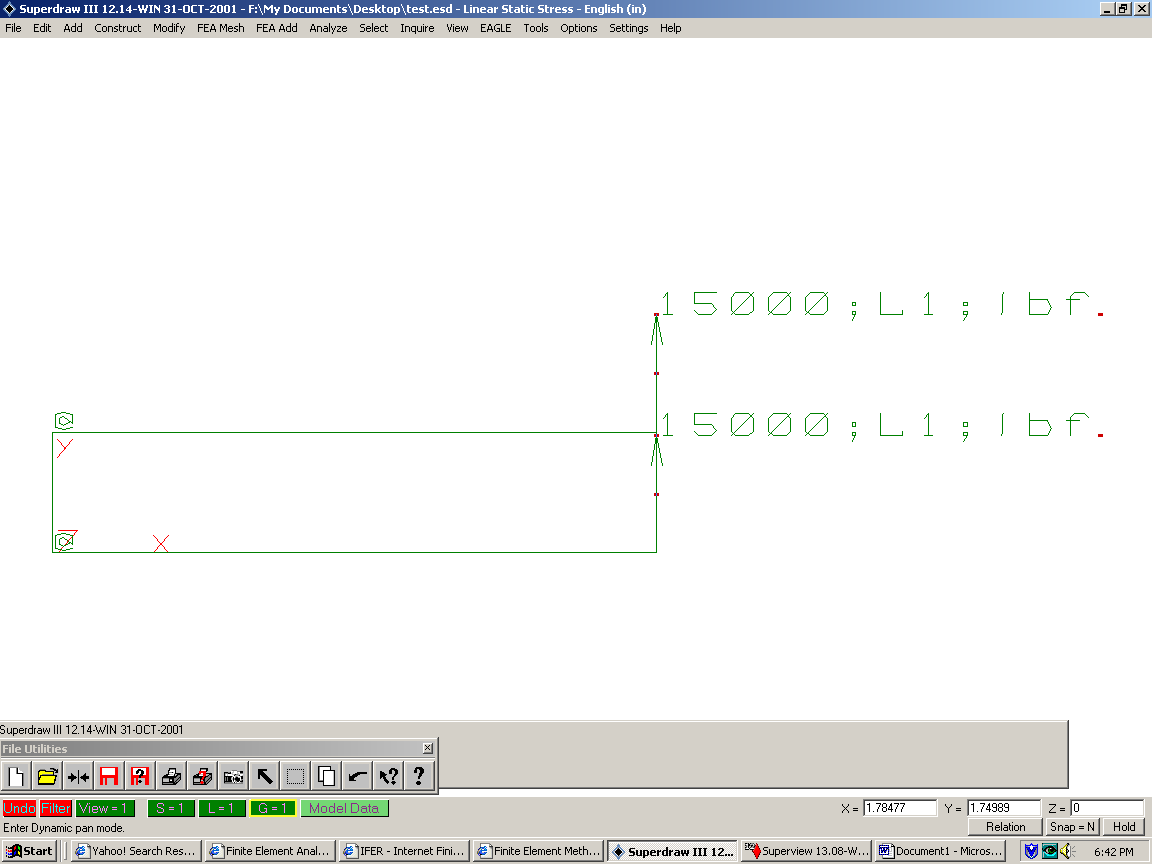 Superdraw III 12.14-WIN 31-OCT-2001 - F:\My Documents\Desktop\test.esd - Linear Static Stress - English (in)
File Edit Add Construct Modify FEA Mesh FEA Add Analyze Select Inquire View EAGLE Tools Options Settings Help
15000;L1;lbf.
@
15000;L1;lbf.
Y
@ Z X
Superdraw III 12.14-WIN 31-OCT-2001
File Utilities
Undo Filter View = 1 S = 1 L = 1 G = 1 Model Data X = 1.78477 Y = 1.74989 Z = 0
Enter Dynamic pan mode. Relation Snap = N Hold
Start Yahoo! Search Res... Finite Element Anal... IFER - Internet Fini... Finite Element Meth... Superdraw III 12.... Superview 13.08-W... Document1 - Micros... 6:42 PM